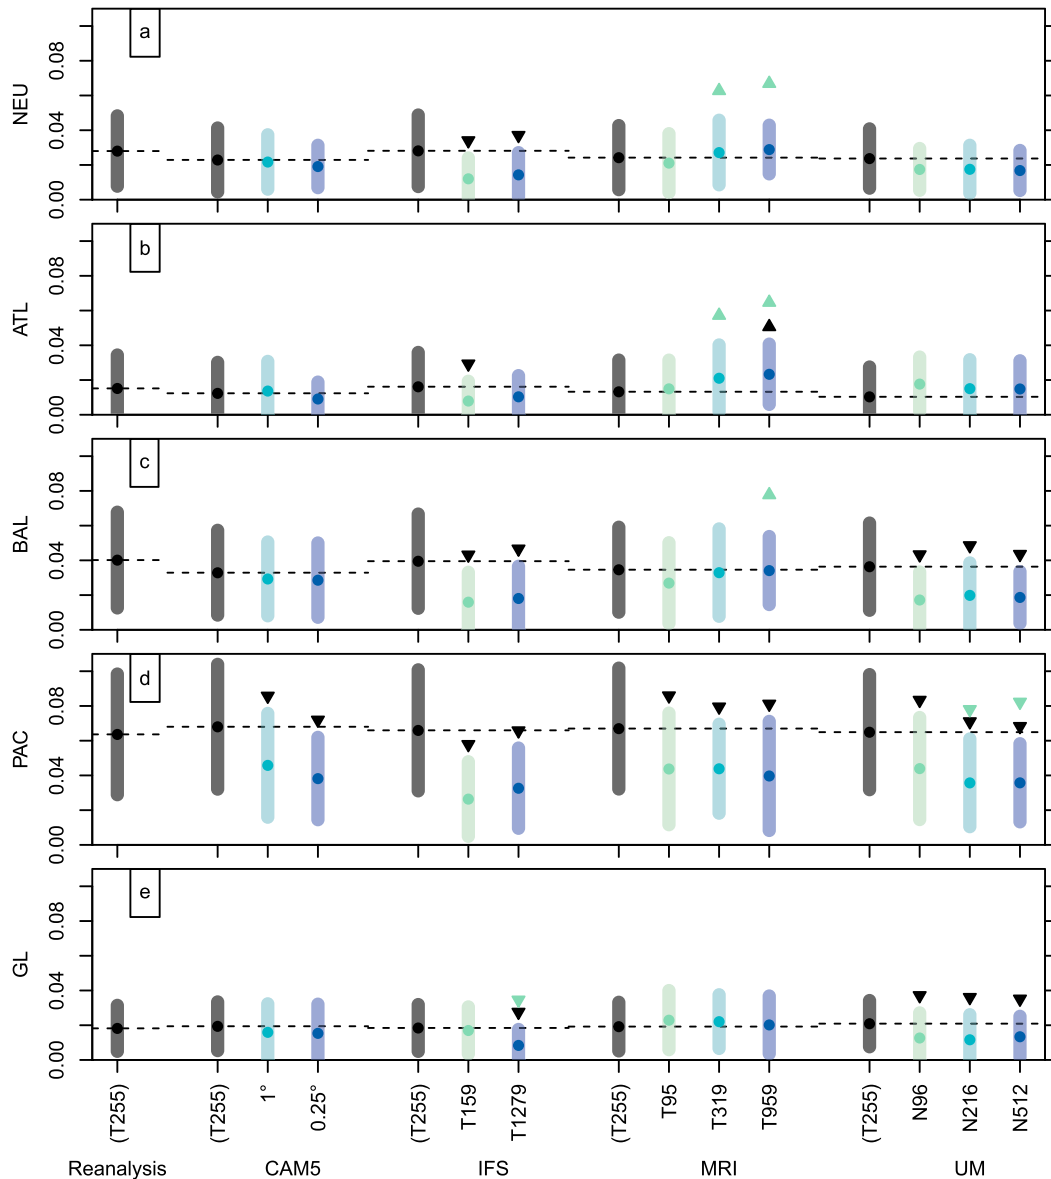 a
NEU
0.00 0.04 0.08
b
ATL
0.00 0.04 0.08
c
BAL
0.00 0.04 0.08
d
PAC
0.00 0.04 0.08
e
GL
0.00 0.04 0.08
(T255) (T255) 1° 0.25° (T255) T159 T1279 (T255) T95 T319 T959 (T255) N96 N216 N512
Reanalysis CAM5 IFS MRI UM